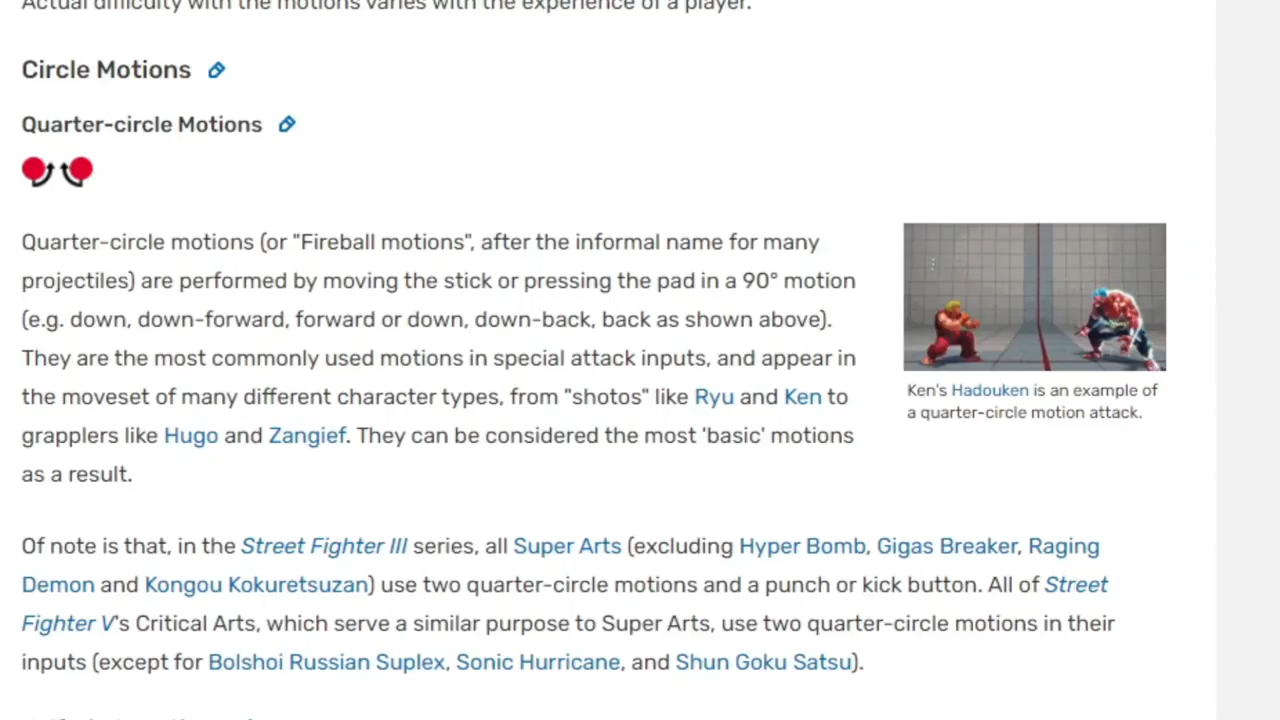 Actual difficulty with the motions varies with the experience of a player.
Circle Motions
Quarter-circle Motions
Quarter-circle motions (or "Fireball motions", after the informal name for many
projectiles) are performed by moving the stick or pressing the pad in a 90° motion
(e.g. down, down-forward, forward or down, down-back, back as shown above).
They are the most commonly used motions in special attack inputs, and appear in
the moveset of many different character types, from "shotos" like Ryu and Ken to
grapplers like Hugo and Zangief. They can be considered the most 'basic' motions
as a result.
Ken's Hadouken is an example of
a quarter-circle motion attack.
Of note is that, in the Street Fighter III series, all Super Arts (excluding Hyper Bomb, Gigas Breaker, Raging
Demon and Kongou Kokuretsuzan) use two quarter-circle motions and a punch or kick button. All of Street
Fighter V's Critical Arts, which serve a similar purpose to Super Arts, use two quarter-circle motions in their
inputs (except for Bolshoi Russian Suplex, Sonic Hurricane, and Shun Goku Satsu).